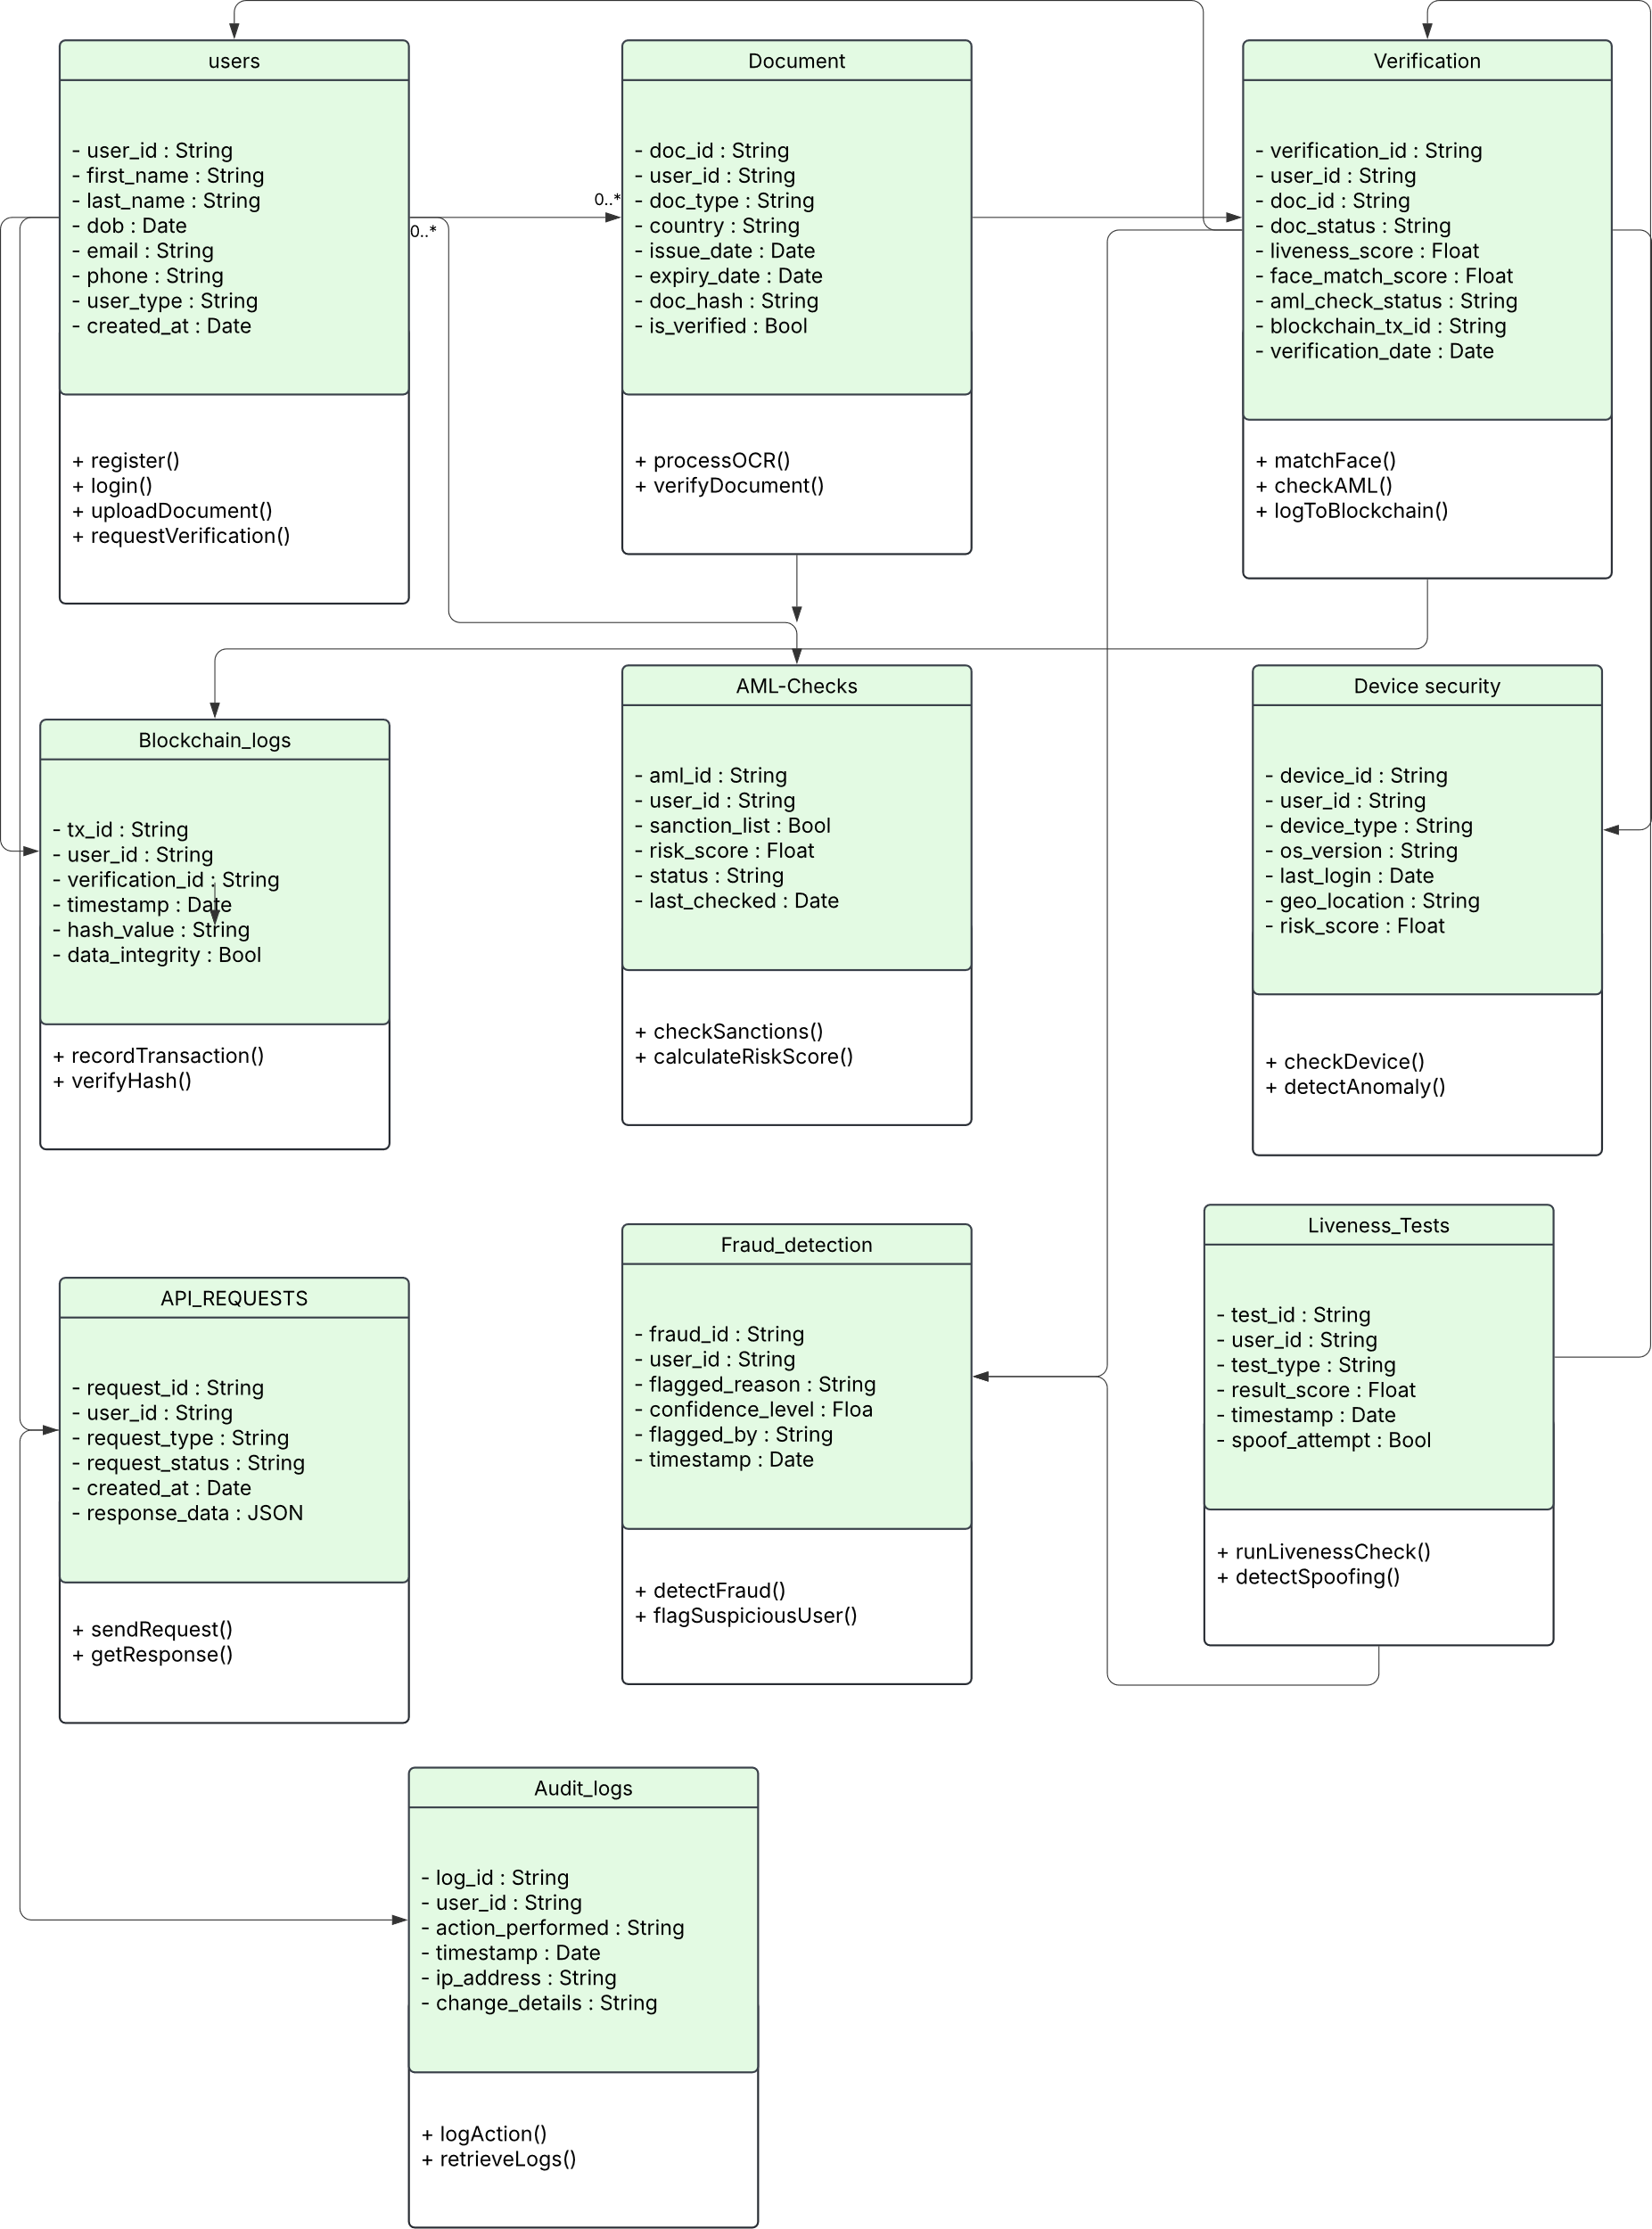 users
- user_id : String
- first_name : String
- last_name : String
- dob : Date
- email : String
- phone : String
- user_type : String
- created_at : Date
+ register()
+ login()
+ uploadDocument()
+ requestVerification()
0..*
0..*
Document
- doc_id : String
- user_id : String
- doc_type : String
- country : String
- issue_date : Date
- expiry_date : Date
- doc_hash : String
- is_verified : Bool
+ processOCR()
+ verifyDocument()
Verification
- verification_id : String
- user_id : String
- doc_id : String
- doc_status : String
- liveness_score : Float
- face_match_score : Float
- aml_check_status : String
- blockchain_tx_id : String
- verification_date : Date
+ matchFace()
+ checkAML()
+ logToBlockchain()
Blockchain_logs
- tx_id : String
- user_id : String
- verification_id : String
- timestamp : Date
- hash_value : String
- data_integrity : Bool
+ recordTransaction()
+ verifyHash()
AML-Checks
- aml_id : String
- user_id : String
- sanction_list : Bool
- risk_score : Float
- status : String
- last_checked : Date
+ checkSanctions()
+ calculateRiskScore()
Device security
- device_id : String
- user_id : String
- device_type : String
- os_version : String
- last_login : Date
- geo_location : String
- risk_score : Float
+ checkDevice()
+ detectAnomaly()
API_REQUESTS
- request_id : String
- user_id : String
- request_type : String
- request_status : String
- created_at : Date
- response_data : JSON
+ sendRequest()
+ getResponse()
Fraud_detection
- fraud_id : String
- user_id : String
- flagged_reason : String
- confidence_level : Floa
- flagged_by : String
- timestamp : Date
+ detectFraud()
+ flagSuspiciousUser()
Liveness_Tests
- test_id : String
- user_id : String
- test_type : String
- result_score : Float
- timestamp : Date
- spoof_attempt : Bool
+ runLivenessCheck()
+ detectSpoofing()
Audit_logs
- log_id : String
- user_id : String
- action_performed : String
- timestamp : Date
- ip_address : String
- change_details : String
+ logAction()
+ retrieveLogs()